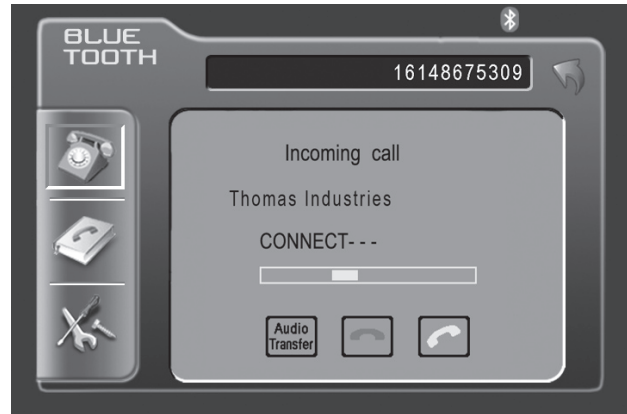 BLUE
TOOTH
16148675309
Incoming call
Thomas Industries
CONNECT---
Audio
Transfer